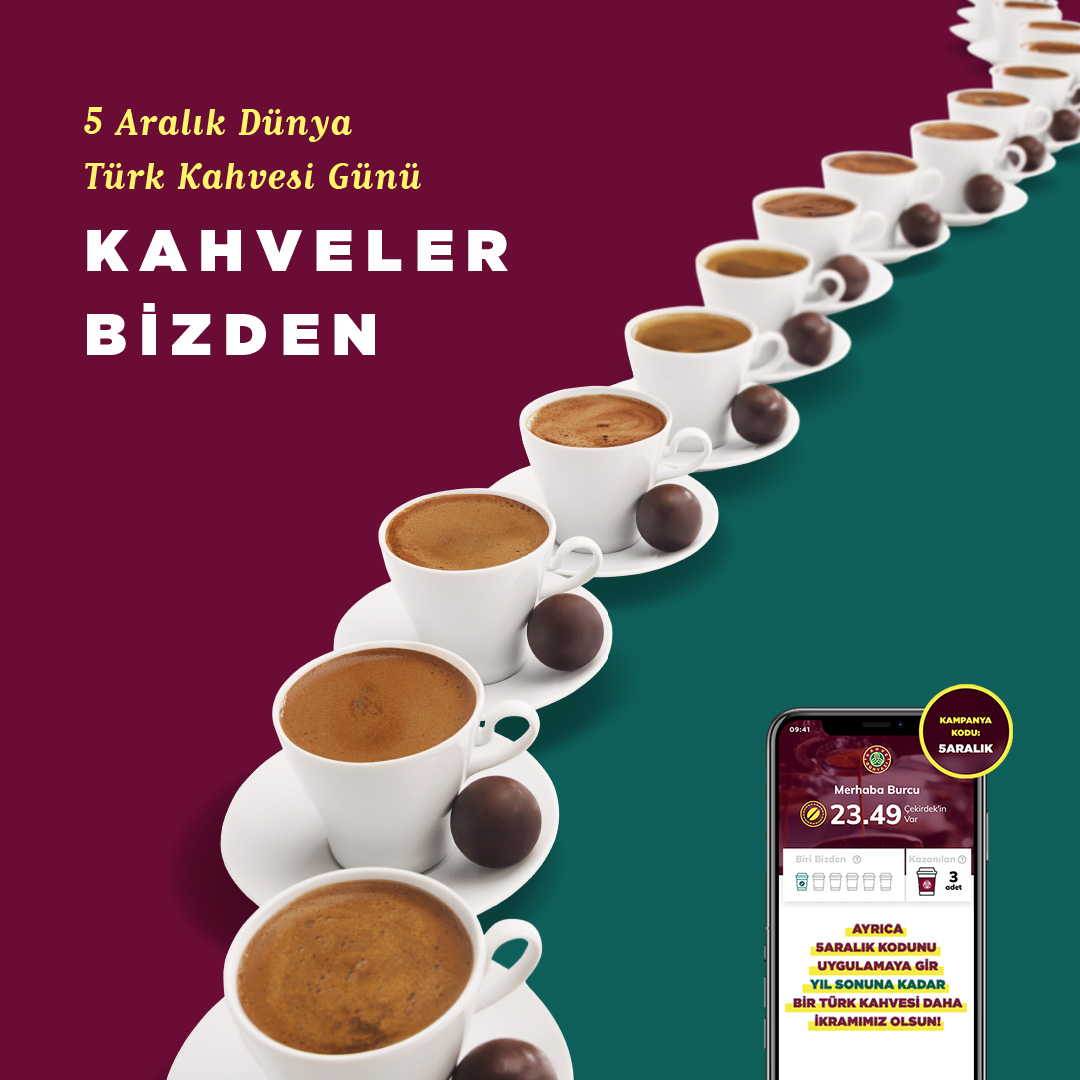 5 Aralık Dünya
Türk Kahvesi Günü
KAHVELER
BİZDEN
KAMPANYA
KODU:
5ARALIK
09:41
Merhaba Burcu
23.49 Çekirdek'in
Var
Biri Bizden
Kazanılan
3
adet
AYRICA
5ARALIK KODUNU
UYGULAMAYA GİR
YIL SONUNA KADAR
BİR TÜRK KAHVESİ DAHA
İKRAMIMIZ OLSUN!